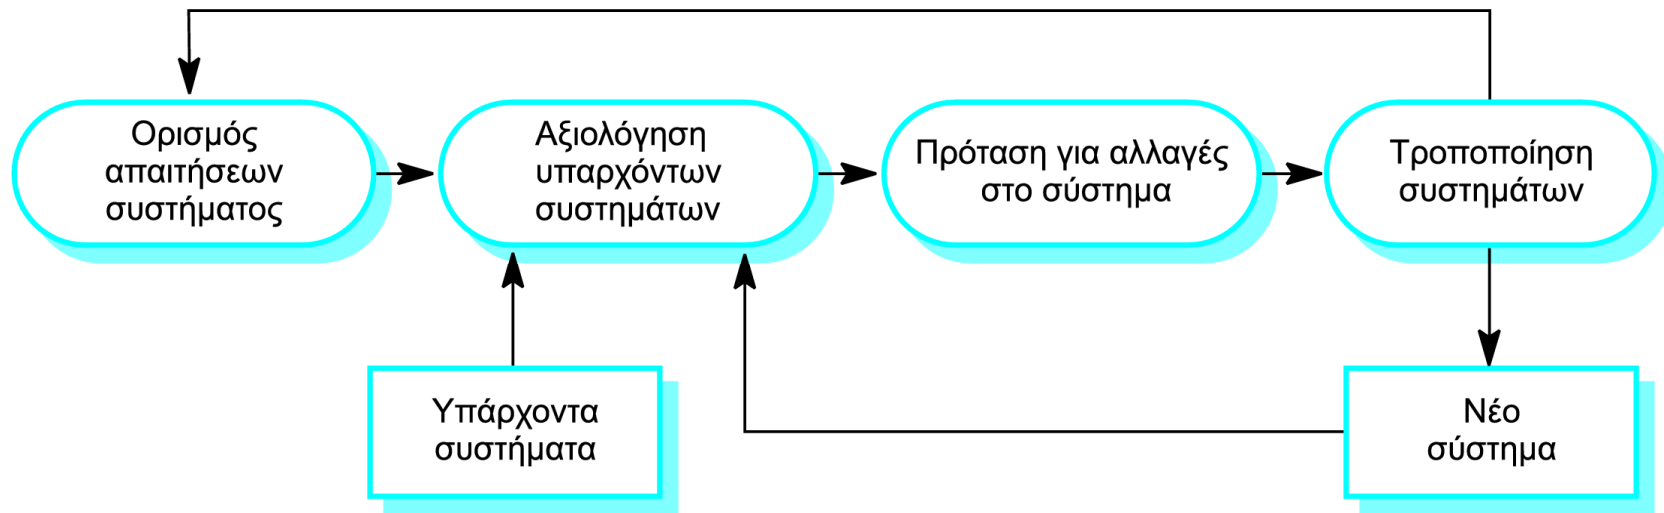 Ορισμός
απαιτήσεων
συστήματος
Αξιολόγηση
υπαρχόντων
συστημάτων
Πρόταση για αλλαγές
στο σύστημα
Τροποποίηση
συστημάτων
Υπάρχοντα
συστήματα
Νέο
σύστημα